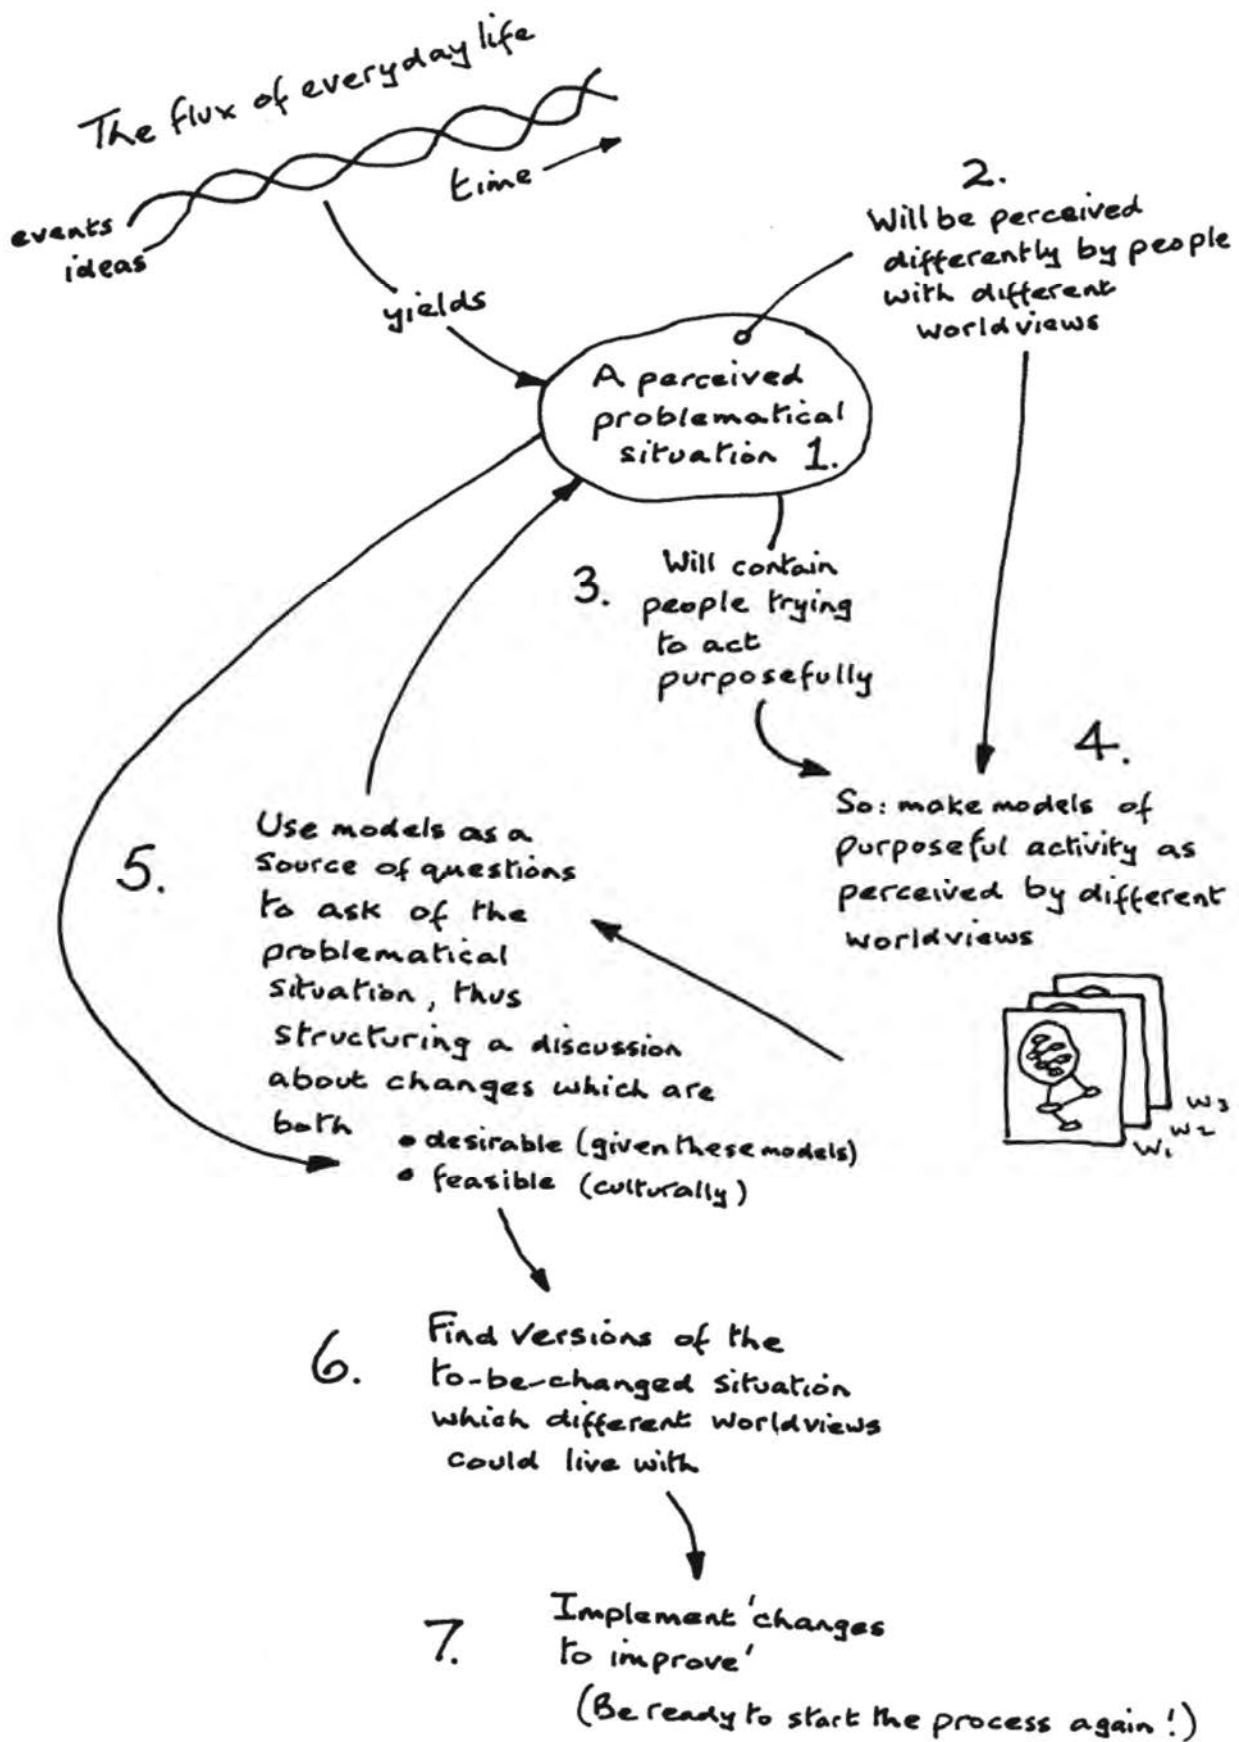 The flux of everyday life
events
ideas
time
yields
2.
Will be perceived
differently by people
with different
worldviews
A perceived
problematical
situation 1.
3.
Will contain
people trying
to act
purposefully
4.
So: make models of
purposeful activity as
perceived by different
worldviews
W3
W2
W1
5.
Use models as a
source of questions
to ask of the
problematical
situation, thus
structuring a discussion
about changes which are
both
• desirable (given these models)
• feasible (culturally)
6.
Find versions of the
to-be-changed situation
which different worldviews
could live with
7.
Implement 'changes
to improve'
(Be ready to start the process again!)